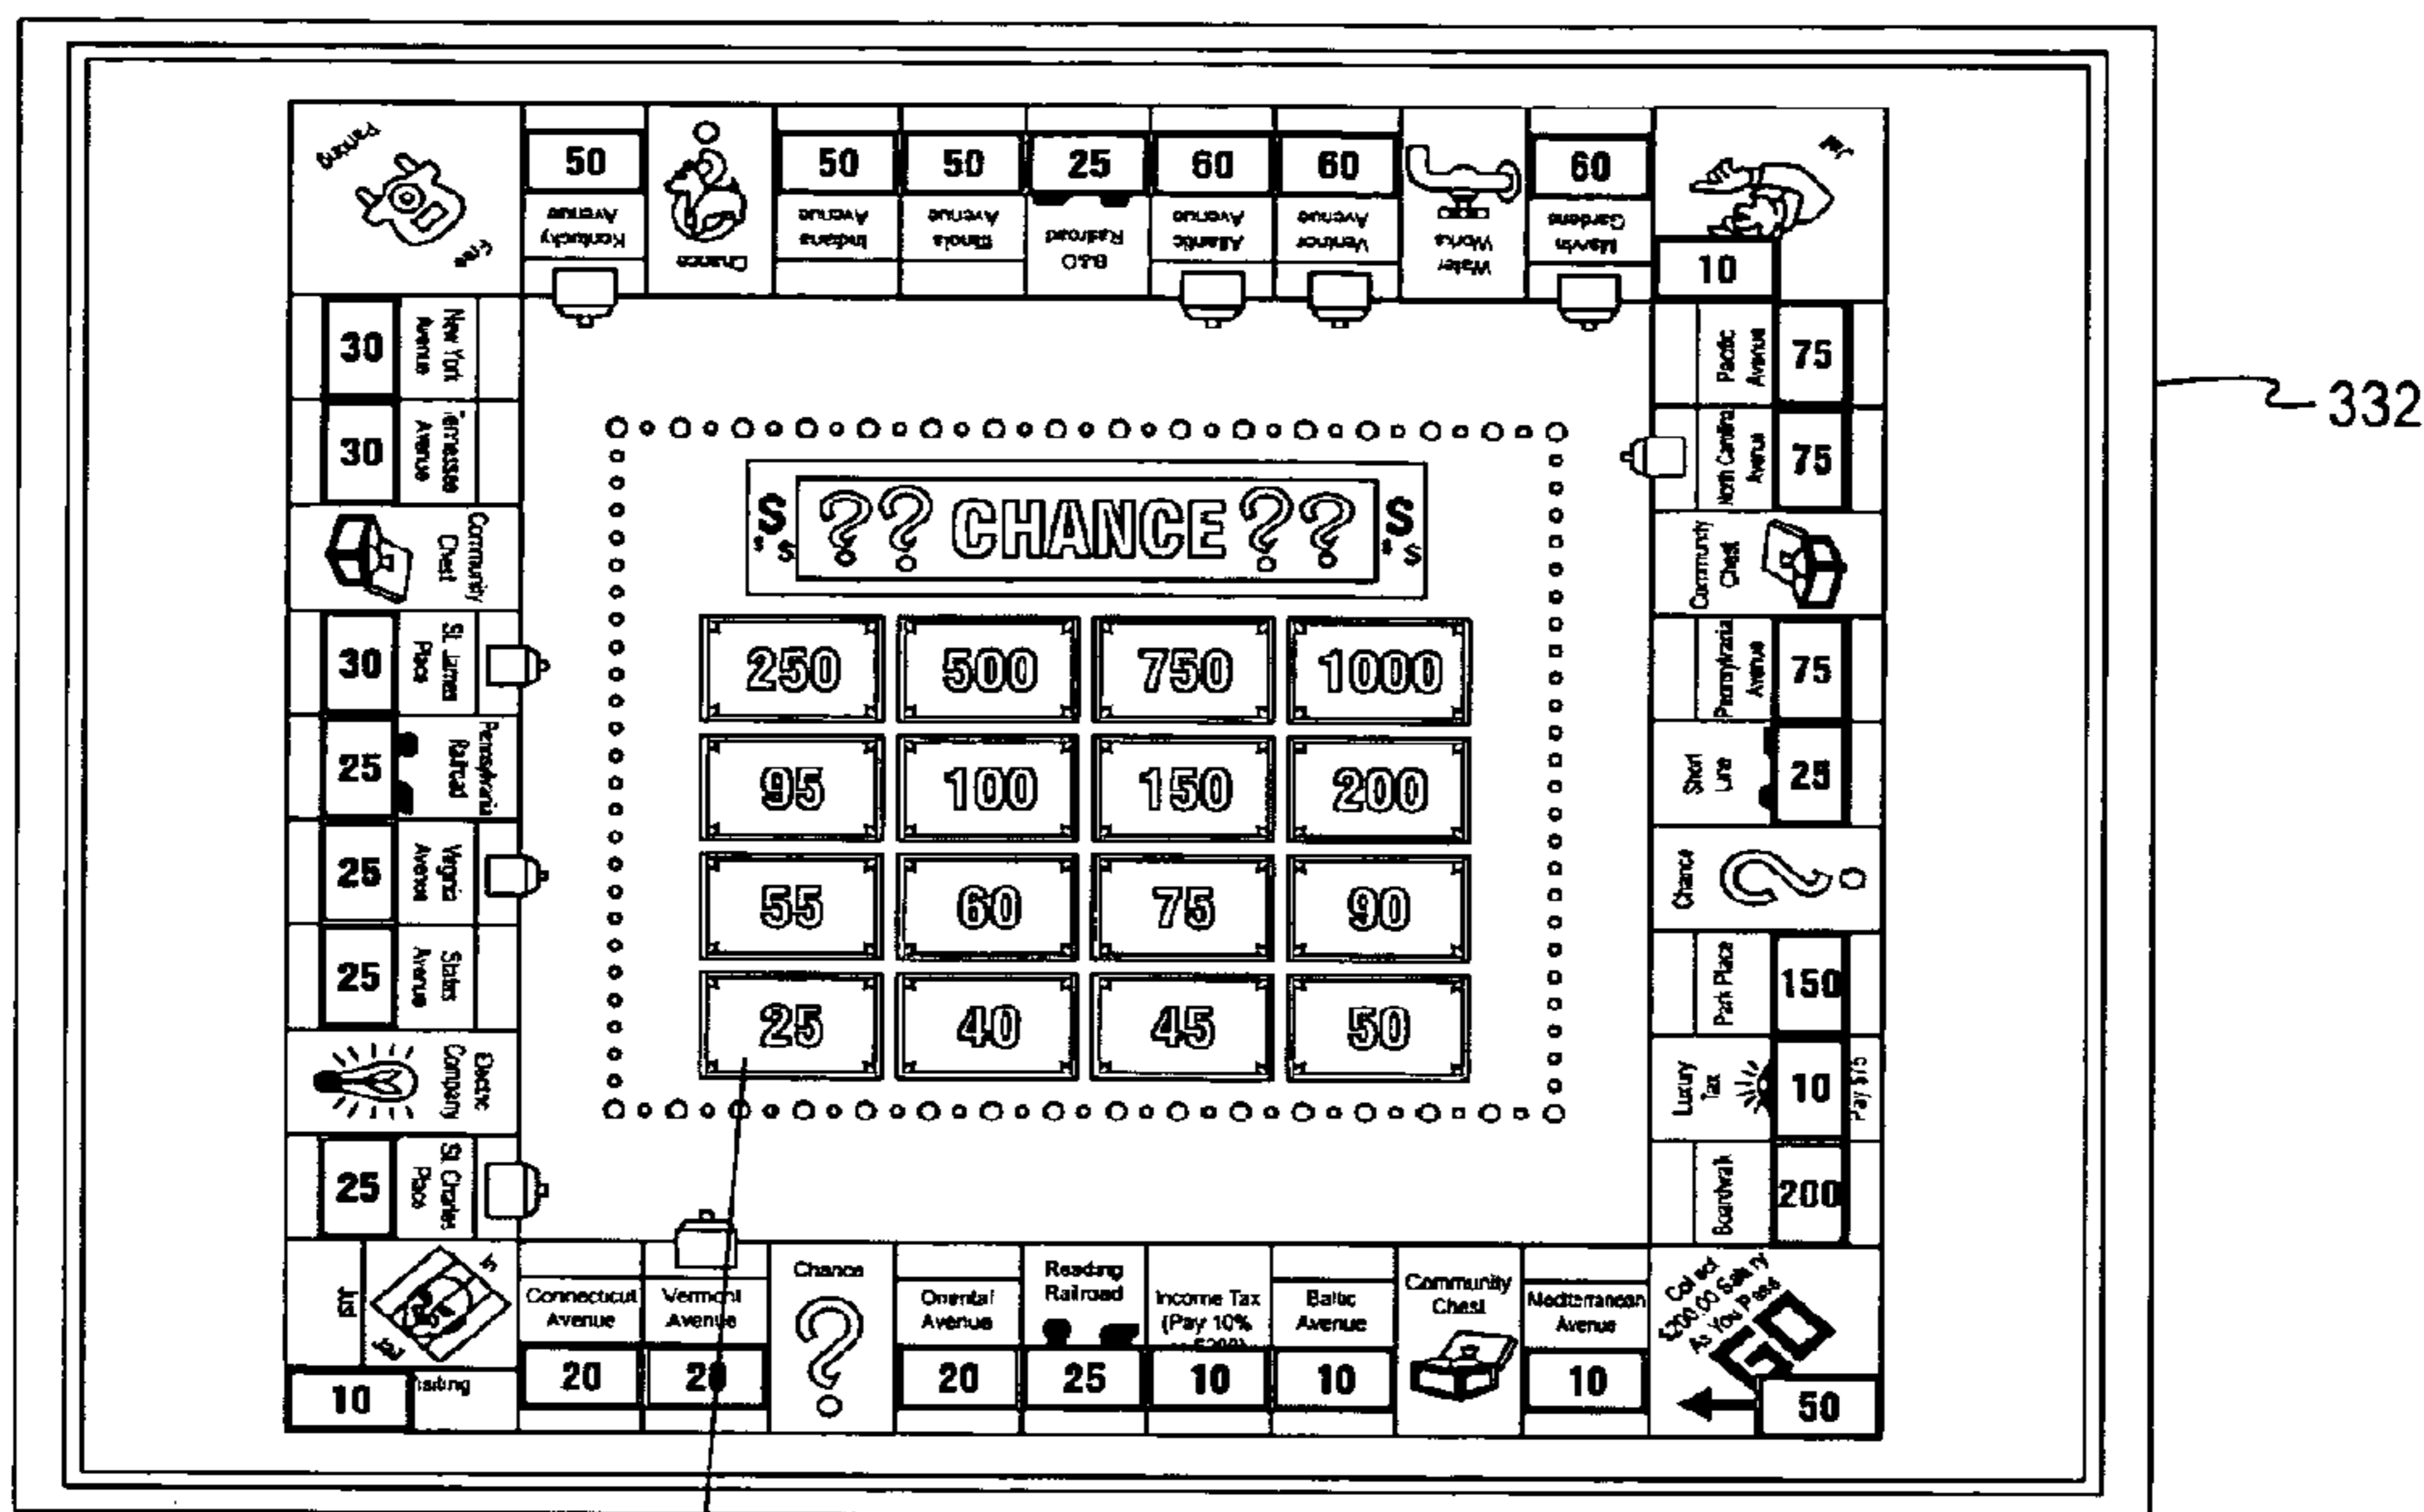 Free
Parking
50
Kentucky
Avenue
Chance
50
Indiana
Avenue
50
Illinois
Avenue
25
B&O
Railroad
60
Atlantic
Avenue
60
Ventnor
Avenue
Water
Works
60
Marvin
Gardens
10
332
30
New York
Avenue
30
Tennessee
Avenue
Community
Chest
30
St. James
Place
25
Pennsylvania
Railroad
25
Virginia
Avenue
25
States
Avenue
Electric
Company
25
St. Charles
Place
?? CHANCE ??
$ $
$ $
250 500 750 1000
95 100 150 200
55 60 75 90
25 40 45 50
Pacific
Avenue
75
North Carolina
Avenue
75
Community
Chest
Pennsylvania
Avenue
75
Short
Line
25
Chance
Park Place
150
Luxury
Tax
10
Pay $75
Boardwalk
200
In
Jail
Just
Visiting
10
Connecticut
Avenue
20
Vermont
Avenue
20
Chance
?
Oriental
Avenue
20
Reading
Railroad
25
Income Tax
(Pay 10%
or $200)
10
Baltic
Avenue
10
Community
Chest
Mediterranean
Avenue
10
Collect
$200.00 Salary
As You Pass
GO
50